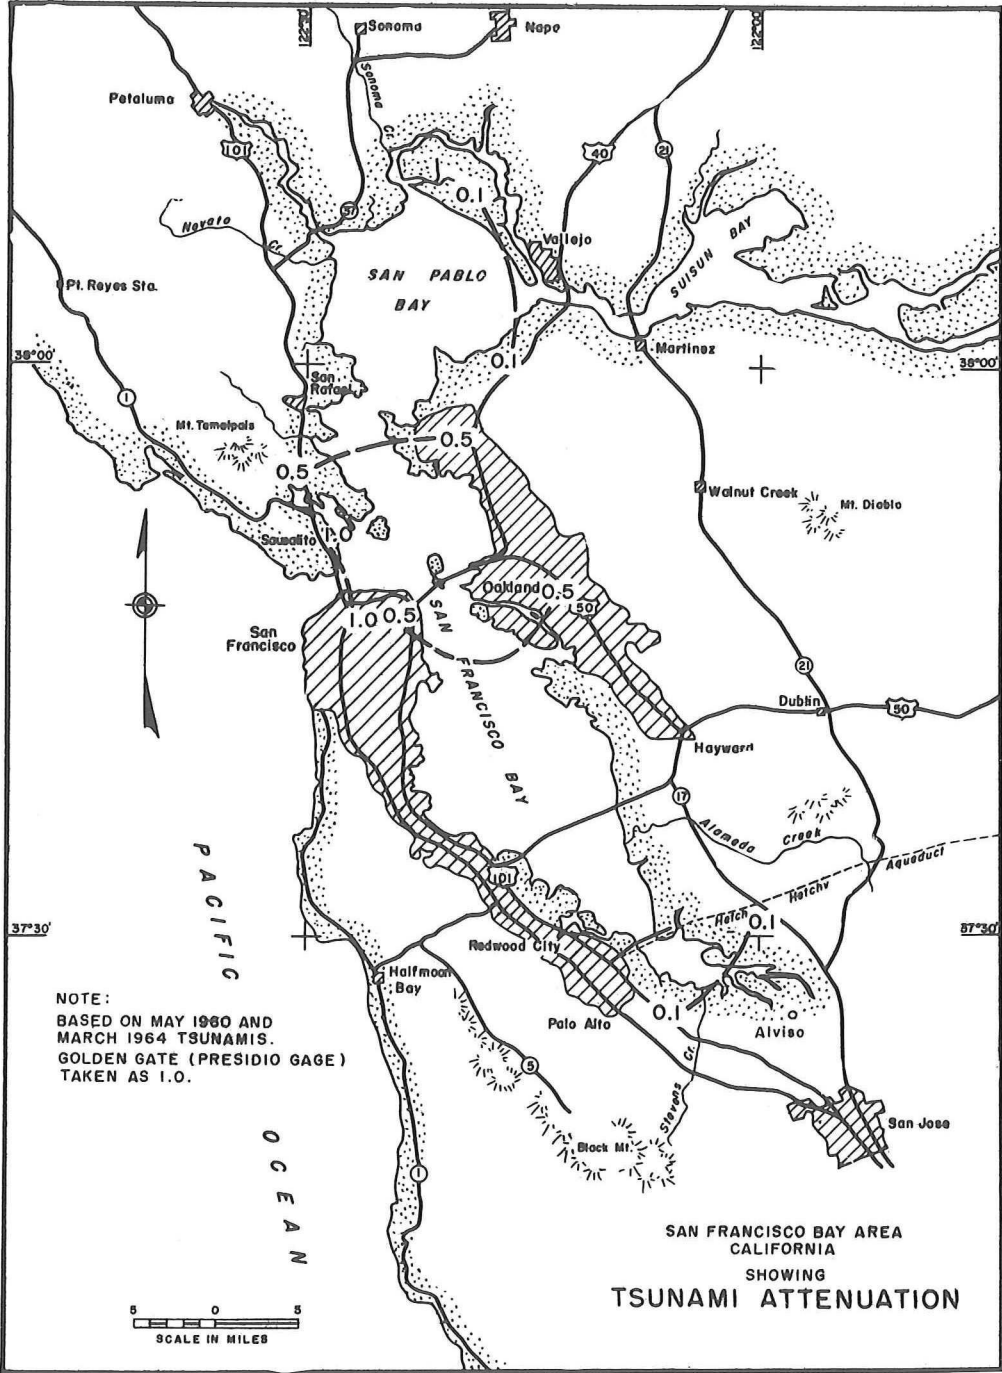 122°30'
122°00'
Sonoma
Napa
Sonoma Cr.
Petaluma
101
40
21
37
0.1
Novato
Cr.
Vallejo
SUISUN BAY
SAN PABLO
BAY
Pt. Reyes Sta.
Martinez
38°00'
38°00'
0.1
San
Rafael
1
Mt. Tamalpais
0.5
0.5
Walnut Creek
Mt. Diablo
Sausalito
1.0
Oakland
0.5
50
1.0
0.5
San
Francisco
SAN
FRANCISCO
BAY
21
Dublin
50
Hayward
17
Alameda
Creek
Hetch
Hetchy
Aqueduct
101
0.1
37°30'
37°30'
Redwood City
Halfmoon
Bay
PACIFIC
OCEAN
NOTE:
BASED ON MAY 1960 AND
MARCH 1964 TSUNAMIS.
GOLDEN GATE (PRESIDIO GAGE)
TAKEN AS 1.0.
Palo Alto
0.1
Alviso
5
Stevens
Cr.
San Jose
Black Mt.
1
SAN FRANCISCO BAY AREA
CALIFORNIA
SHOWING
TSUNAMI ATTENUATION
5 0 5
SCALE IN MILES